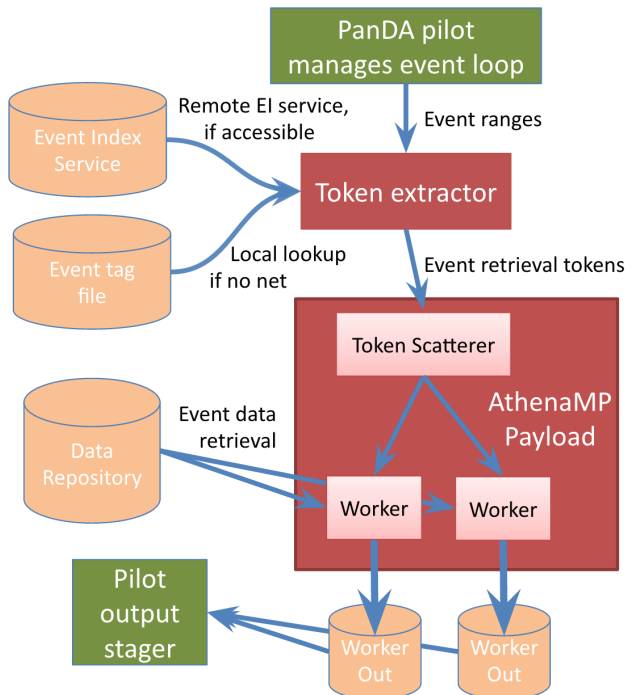 PanDA pilot
manages event loop
Remote EI service,
if accessible
Event Index
Service
Event ranges
Token extractor
Event tag
file
Local lookup
if no net
Event retrieval tokens
Token Scatterer
AthenaMP
Payload
Event data
retrieval
Data
Repository
Worker
Worker
Pilot
output
stager
Worker
Out
Worker
Out